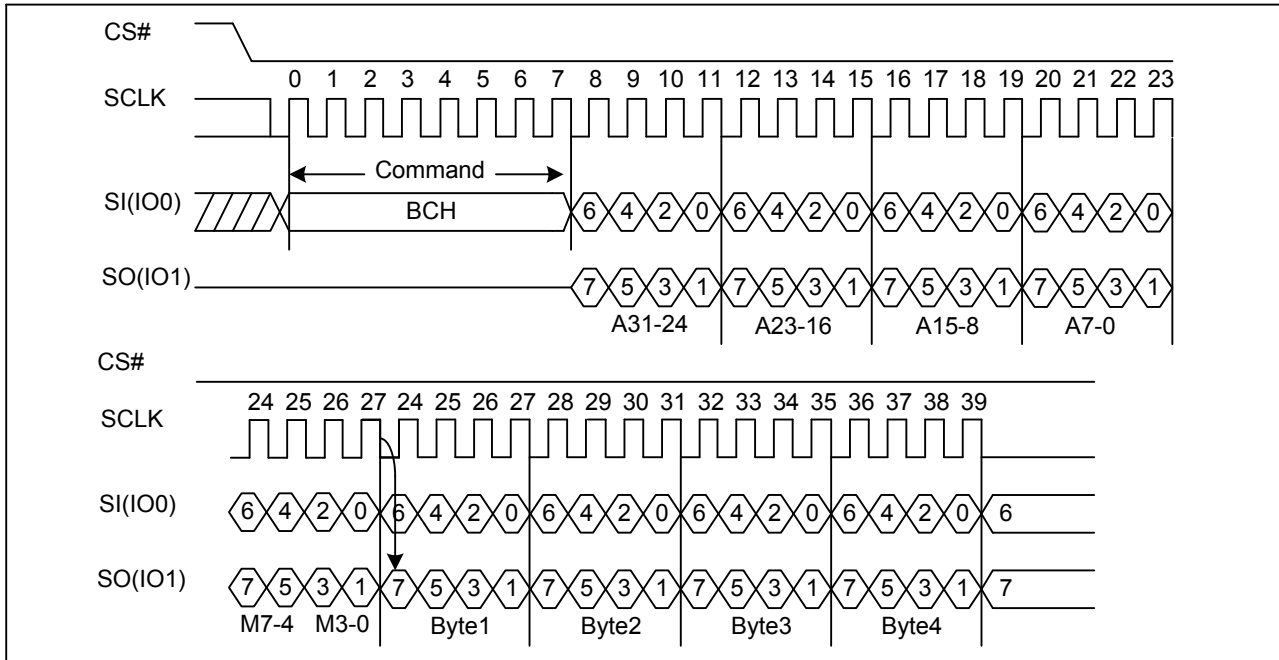 CS#
0 1 2 3 4 5 6 7 8 9 10 11 12 13 14 15 16 17 18 19 20 21 22 23
SCLK
Command
SI(IO0) BCH 6 4 2 0 6 4 2 0 6 4 2 0 6 4 2 0
SO(IO1) 7 5 3 1 7 5 3 1 7 5 3 1 7 5 3 1
A31-24 A23-16 A15-8 A7-0
CS#
24 25 26 27 24 25 26 27 28 29 30 31 32 33 34 35 36 37 38 39
SCLK
SI(IO0) 6 4 2 0 6 4 2 0 6 4 2 0 6 4 2 0 6 4 2 0 6
SO(IO1) 7 5 3 1 7 5 3 1 7 5 3 1 7 5 3 1 7 5 3 1 7
M7-4 M3-0 Byte1 Byte2 Byte3 Byte4